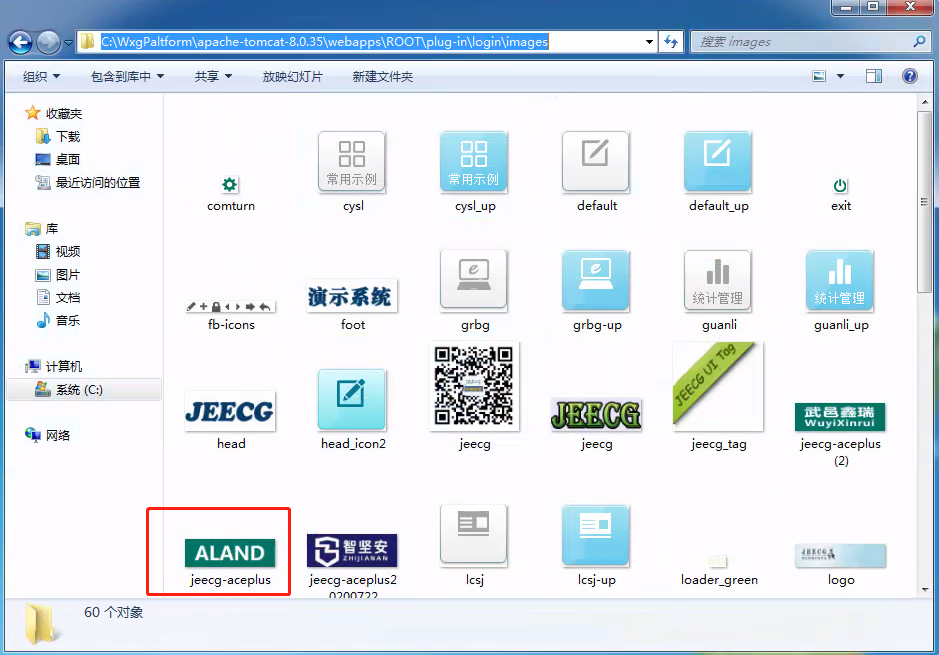 C:\WxgPaltform\apache-tomcat-8.0.35\webapps\ROOT\plug-in\login\images
搜索 images
组织 包含到库中 共享 放映幻灯片 新建文件夹
收藏夹
下载
桌面
最近访问的位置
库
视频
图片
文档
音乐
计算机
系统 (C:)
网络
常用示例
常用示例
comturn cysl cysl_up default default_up exit
演示系统
统计管理
统计管理
fb-icons foot grbg grbg-up guanli guanli_up
JEECG
JEECG
JEECG UI Tag
武邑鑫瑞
WuyiXinrui
head head_icon2 jeecg jeecg jeecg_tag jeecg-aceplus
(2)
ALAND
智坚安
ZHIJIANAN
JEECG
jeecg-aceplus jeecg-aceplus2 lcsj lcsj-up loader_green logo
0200722
60 个对象